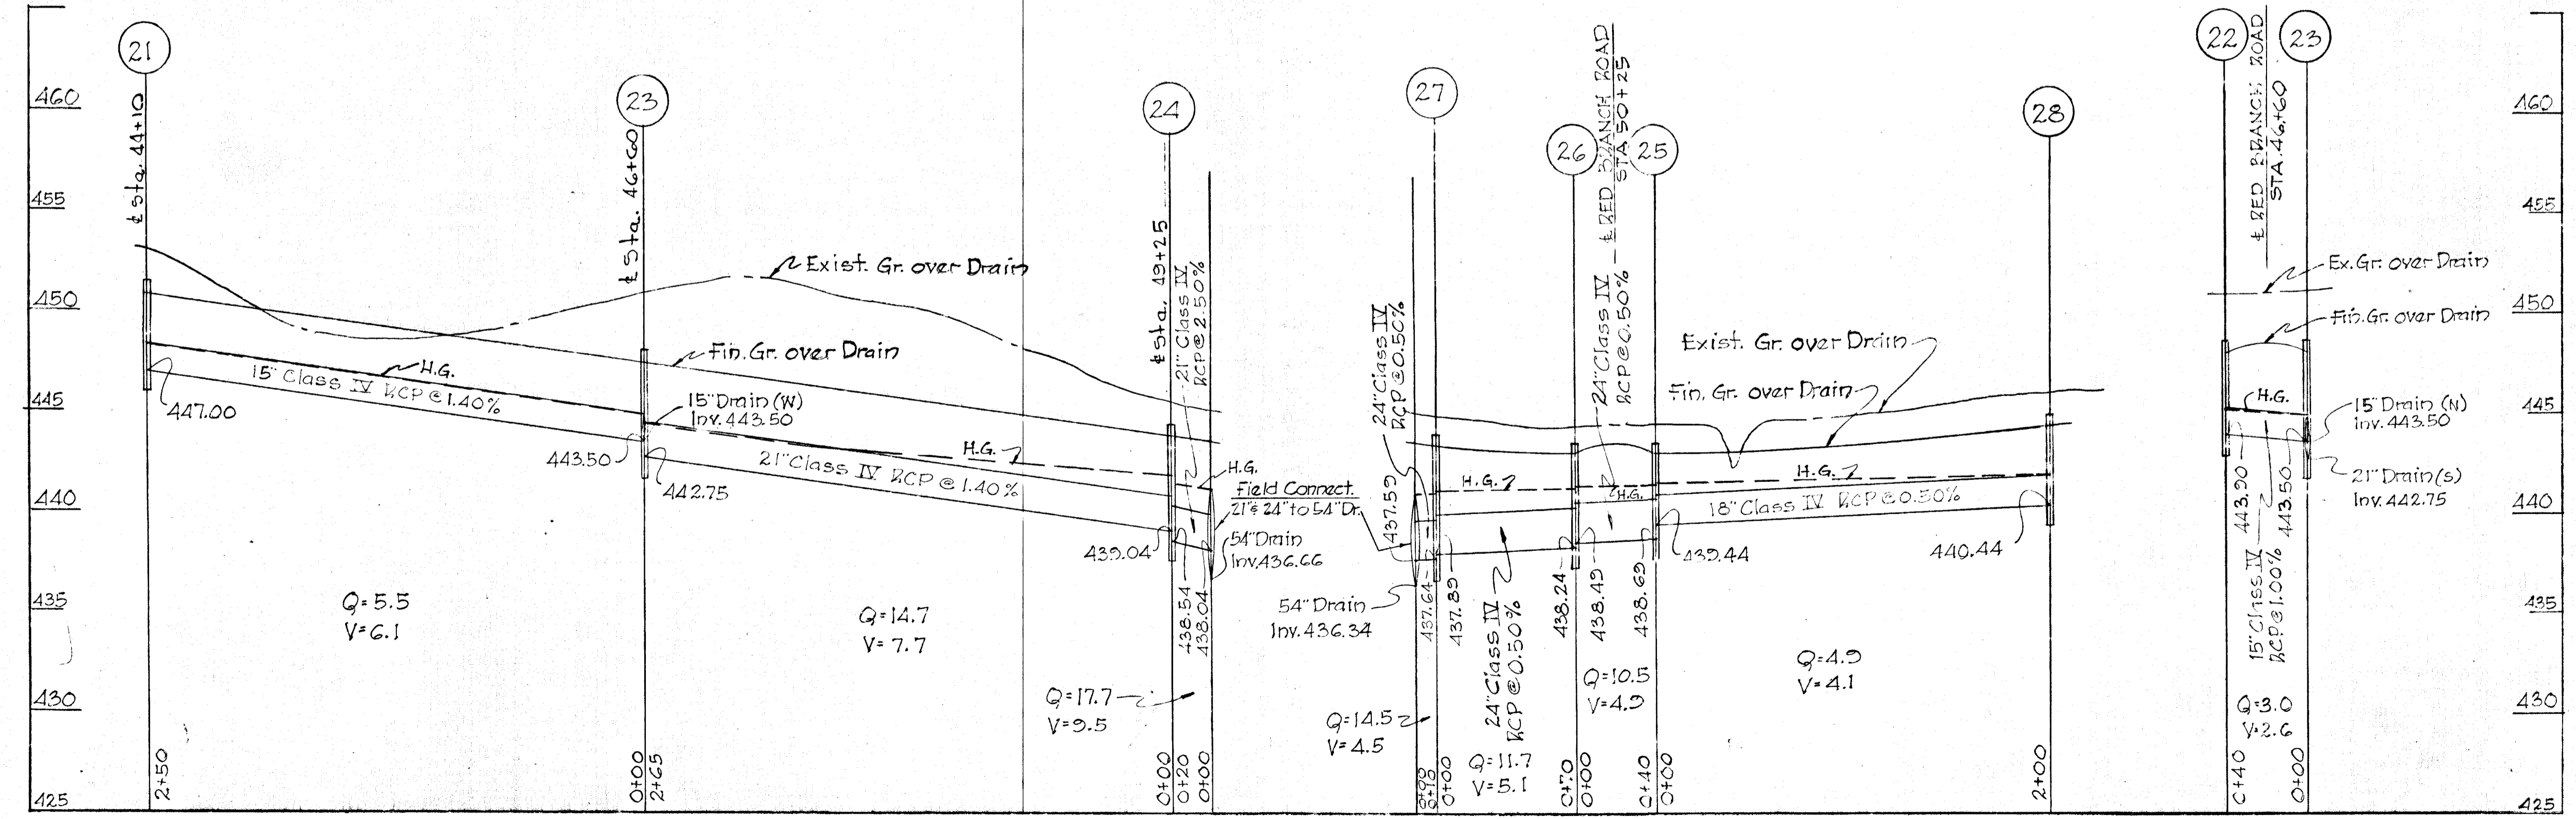 21
23
24
27
26
25
28
22
23
460
455
450
445
440
435
430
425
460
455
450
445
440
435
430
425
℄ Sta. 44+10
℄ Sta. 46+60
℄ Sta. 49+25
21" Class IV
RCP @ 2.50%
24" Class IV
RCP @ 0.50%
24" Class IV
RCP @ 0.50%
℄ RED BRANCH ROAD
STA 50+25
℄ RED BRANCH ROAD
STA. 46+60
Exist. Gr. over Drain
Fin. Gr. over Drain
H.G.
15" Class IV RCP @ 1.40%
447.00
15" Drain (W)
Inv. 443.50
443.50
442.75
H.G.
21" Class IV RCP @ 1.40%
439.04
438.54
438.04
H.G.
Field Connect.
21" & 24" to 54" Dr.
54" Drain
Inv. 436.66
437.59
54" Drain
Inv. 436.34
437.64
437.89
H.G.
24" Class IV
RCP @ 0.50%
438.24
438.49
438.69
H.G.
Exist. Gr. over Drain
Fin. Gr. over Drain
H.G.
18" Class IV RCP @ 0.50%
439.44
440.44
Ex. Gr. over Drain
Fin. Gr. over Drain
H.G.
15" Drain (N)
Inv. 443.50
21" Drain (S)
Inv. 442.75
443.90
443.50
15" Class IV
RCP @ 1.00%
Q=5.5
V=6.1
Q=14.7
V=7.7
Q=17.7
V=9.5
Q=14.5
V=4.5
Q=11.7
V=5.1
Q=10.5
V=4.9
Q=4.9
V=4.1
Q=3.0
V=2.6
2+50
0+00
2+65
0+00
0+20
0+00
0+00
0+10
0+00
0+70
0+00
0+40
0+00
2+00
0+40
0+00